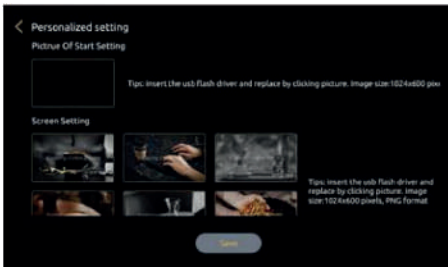 Personalized setting
Pictrue Of Start Setting
Tips: insert the usb flash driver and replace by clicking picture. Image size:1024x600 pixe
Screen Setting
Tips: insert the usb flash driver and
replace by clicking picture. Image
size:1024x600 pixels, PNG format
Save